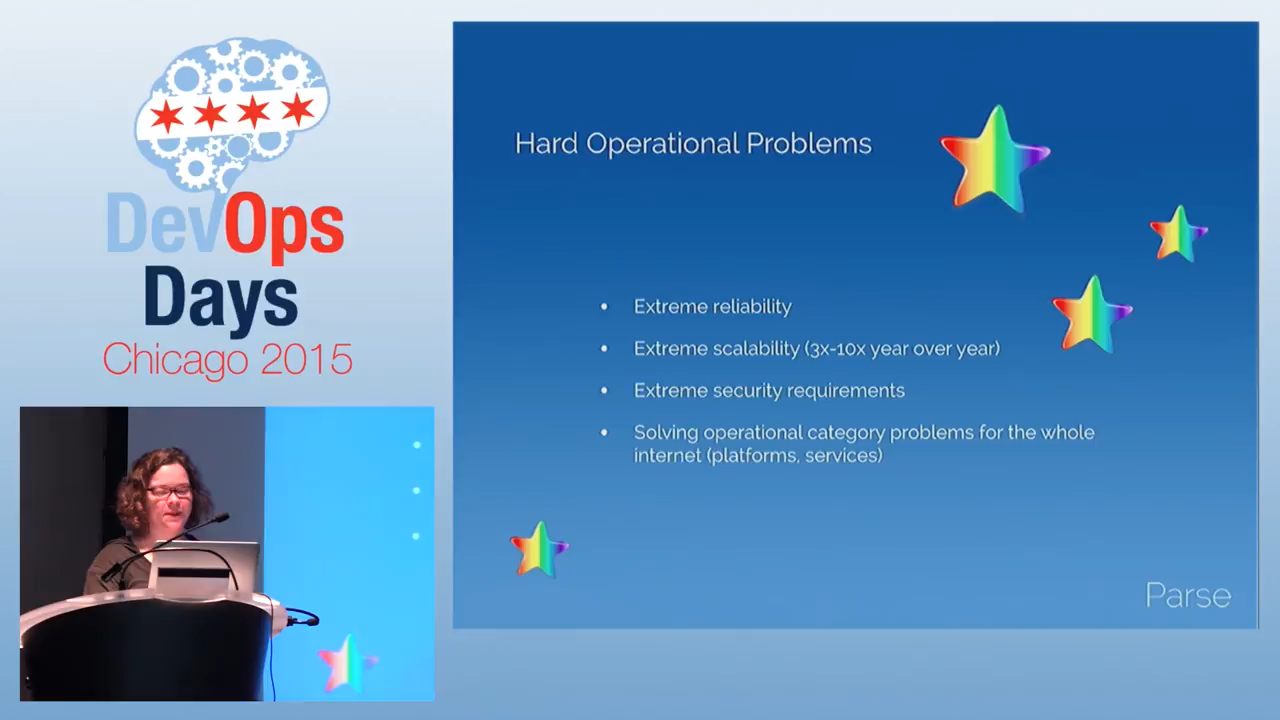 DevOps
Days
Chicago 2015
Hard Operational Problems
• Extreme reliability
• Extreme scalability (3x-10x year over year)
• Extreme security requirements
• Solving operational category problems for the whole
internet (platforms, services)
Parse